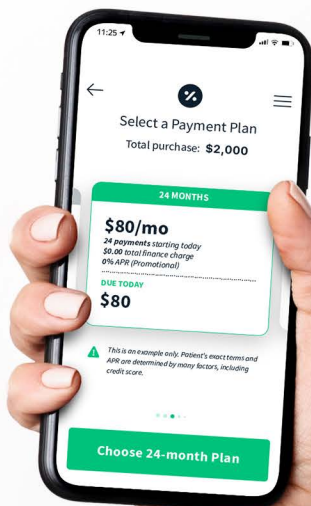 11:25
%
Select a Payment Plan
Total purchase: $2,000
24 MONTHS
$80/mo
24 payments starting today
$0.00 total finance charge
0% APR (Promotional)
DUE TODAY
$80
This is an example only. Patient's exact terms and
APR are determined by many factors, including
credit score.
Choose 24-month Plan